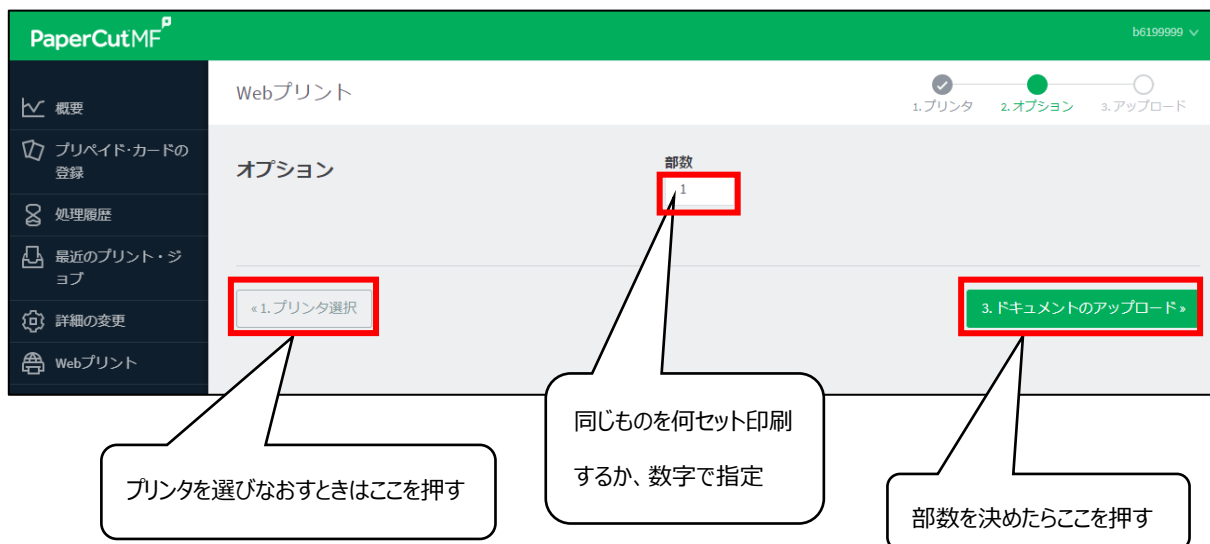 PaperCutMF
b6199999
概要
プリペイド･カードの
登録
処理履歴
最近のプリント・ジ
ョブ
詳細の変更
Webプリント
Webプリント
1.プリンタ
2.オプション
3.アップロード
オプション
部数
1
«1.プリンタ選択
3.ドキュメントのアップロード»
プリンタを選びなおすときはここを押す
同じものを何セット印刷
するか、数字で指定
部数を決めたらここを押す